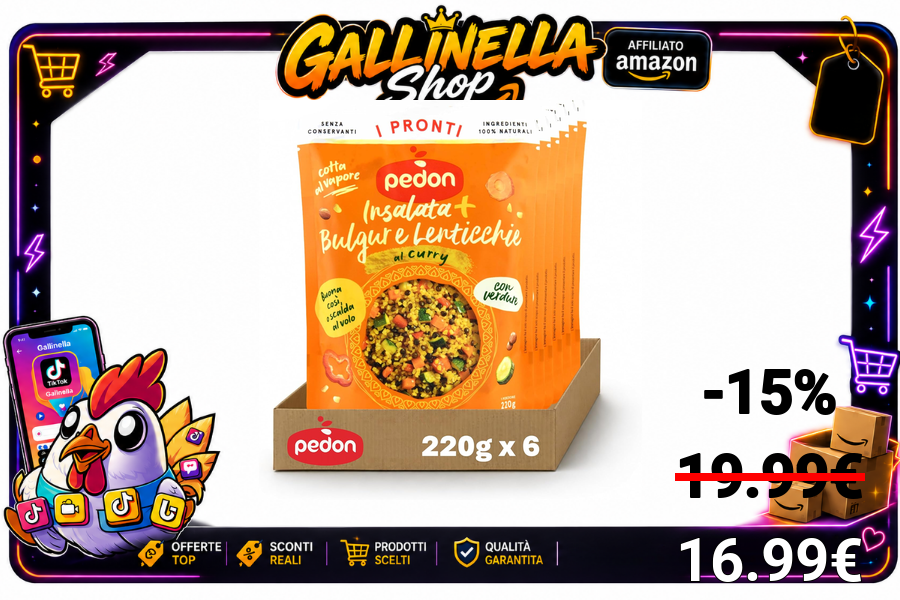 GALLINELLA
Shop
AFFILIATO
amazon
SENZA
CONSERVANTI
I PRONTI
INGREDIENTI
100% NATURALI
cotta
al vapore
pedon
Insalata +
Bulgur e Lenticchie
al curry
Buona
così,
o scalda
al volo
con
verdure
220g
pedon
220g x 6
Gallinella
TikTok
Gallinella
-15%
19.99€
16.99€
OFFERTE
TOP
SCONTI
REALI
PRODOTTI
SCELTI
QUALITÀ
GARANTITA